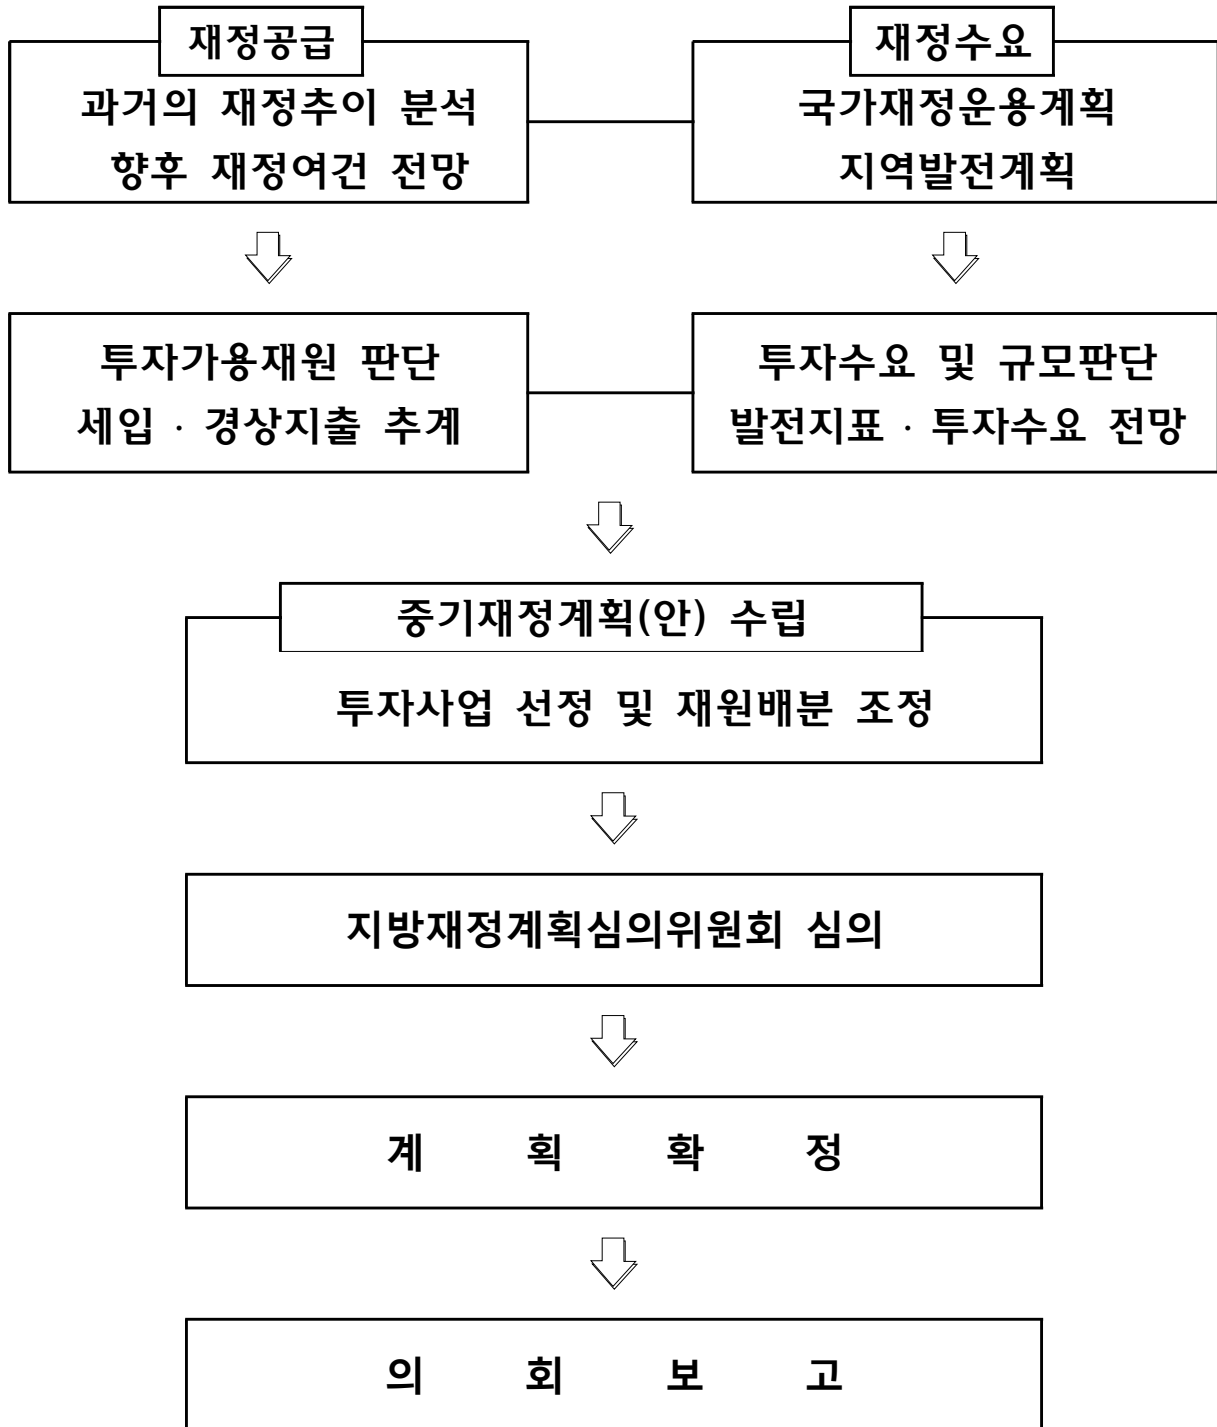 재정공급
과거의 재정추이 분석
향후 재정여건 전망
재정수요
국가재정운용계획
지역발전계획
투자가용재원 판단
세입 · 경상지출 추계
투자수요 및 규모판단
발전지표 · 투자수요 전망
중기재정계획(안) 수립
투자사업 선정 및 재원배분 조정
지방재정계획심의위원회 심의
계 획 확 정
의 회 보 고